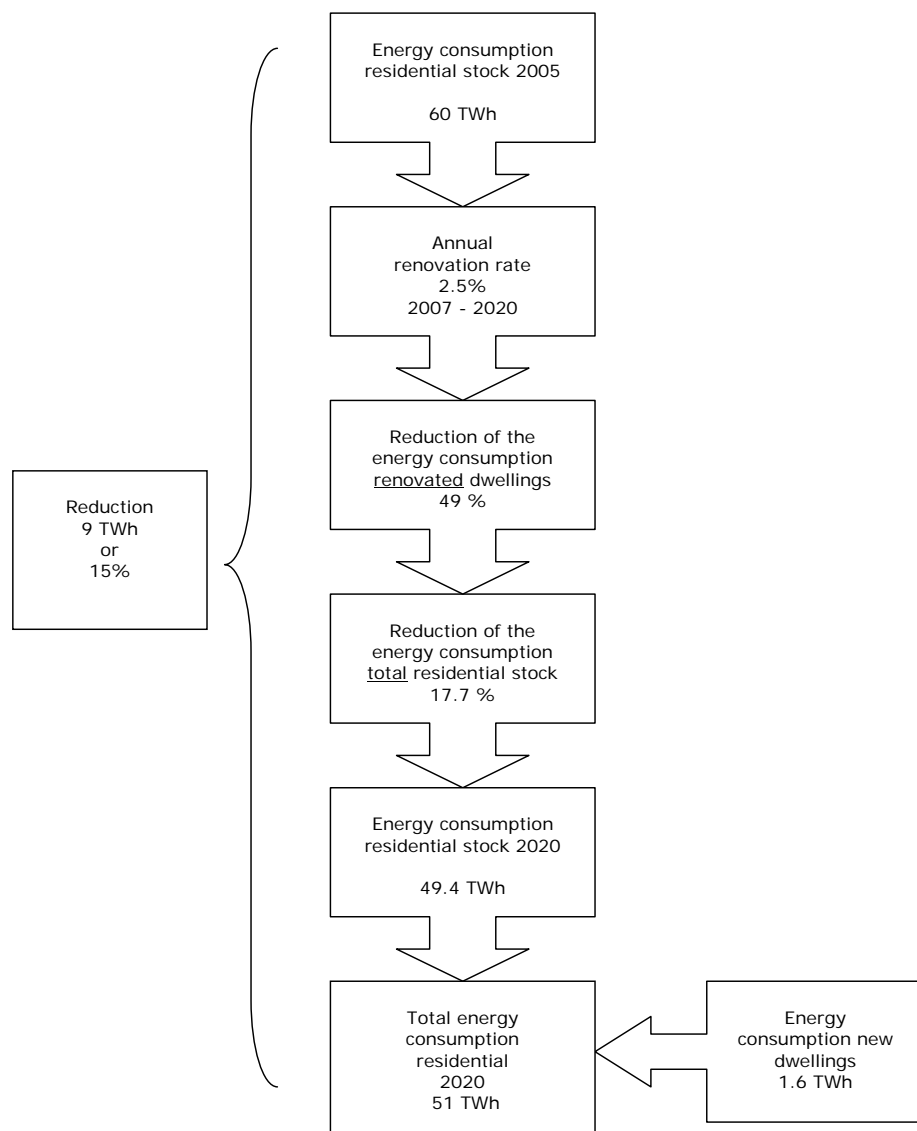 Energy consumption
residential stock 2005
60 TWh
Annual
renovation rate
2.5%
2007 - 2020
Reduction of the
energy consumption
renovated dwellings
49 %
Reduction
9 TWh
or
15%
Reduction of the
energy consumption
total residential stock
17.7 %
Energy consumption
residential stock 2020
49.4 TWh
Total energy
consumption
residential
2020
51 TWh
Energy
consumption new
dwellings
1.6 TWh